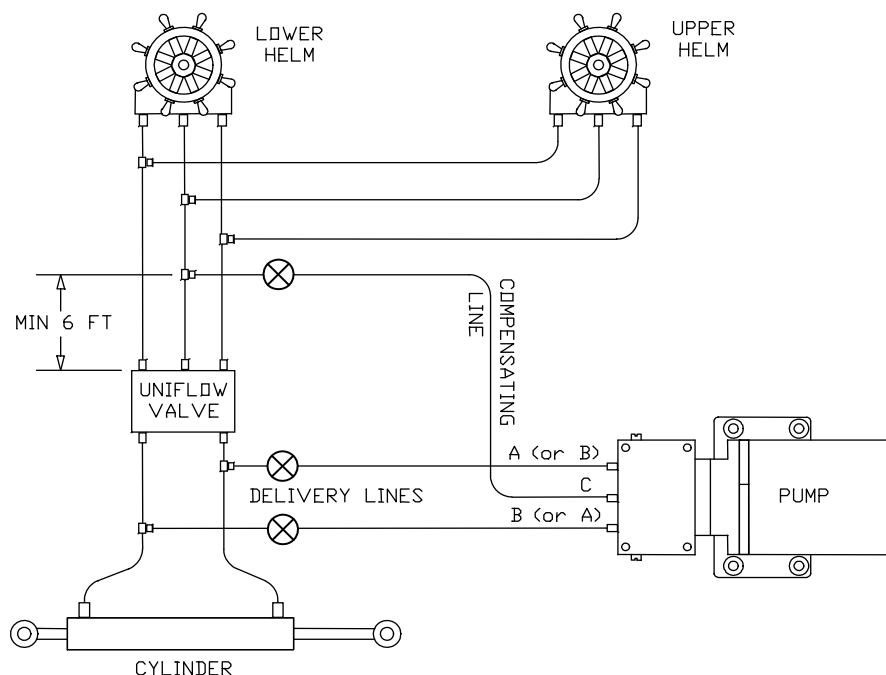 LOWER
HELM
UPPER
HELM
COMPENSATING
LINE
MIN 6 FT
UNIFLOW
VALVE
A (or B)
DELIVERY LINES
C
PUMP
B (or A)
CYLINDER